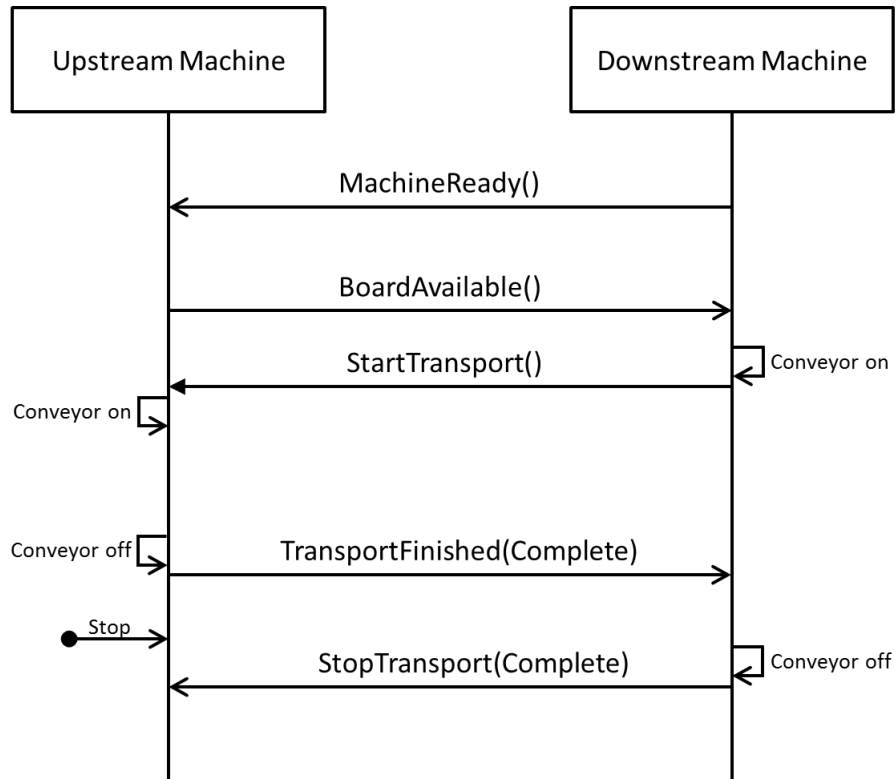 Upstream Machine
Downstream Machine
MachineReady()
BoardAvailable()
StartTransport()
Conveyor on
Conveyor on
Conveyor off
TransportFinished(Complete)
Stop
StopTransport(Complete)
Conveyor off